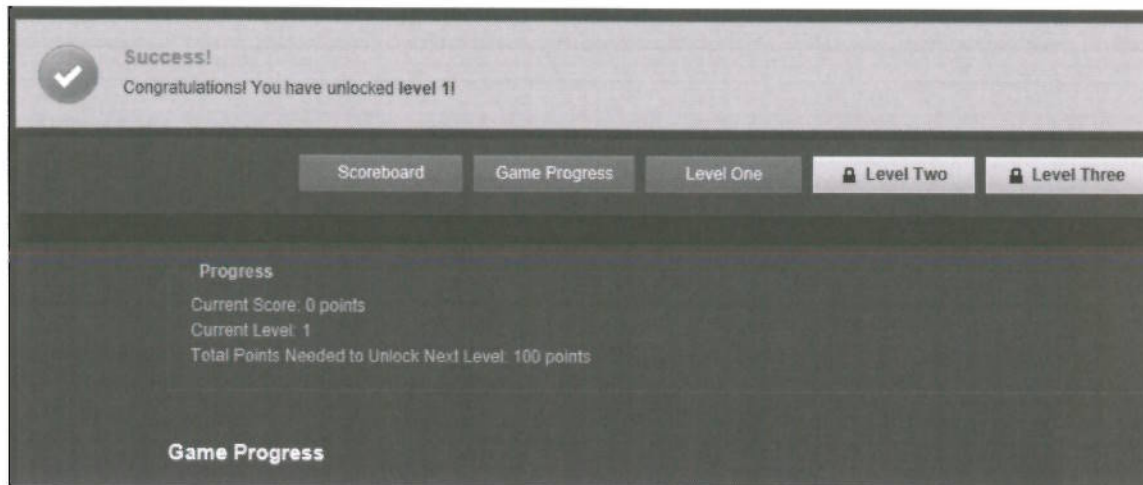 Success!
Congratulations! You have unlocked level 1!
Scoreboard Game Progress Level One Level Two Level Three
Progress
Current Score: 0 points
Current Level: 1
Total Points Needed to Unlock Next Level: 100 points
Game Progress